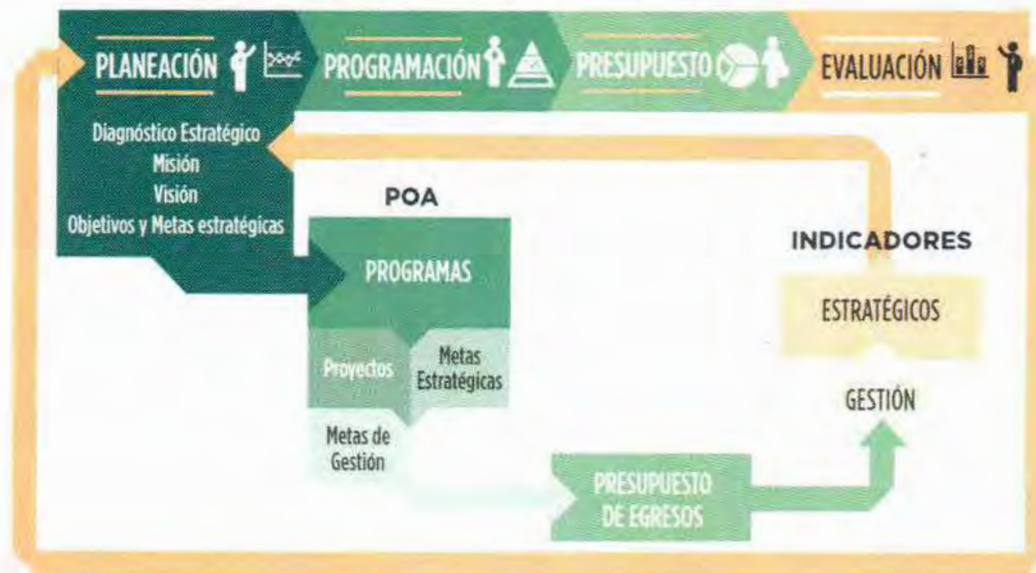 PLANEACIÓN
PROGRAMACIÓN
PRESUPUESTO
EVALUACIÓN
Diagnóstico Estratégico
Misión
Visión
Objetivos y Metas estratégicas
POA
PROGRAMAS
Proyectos
Metas
Estratégicas
Metas de
Gestión
PRESUPUESTO
DE EGRESOS
INDICADORES
ESTRATÉGICOS
GESTIÓN